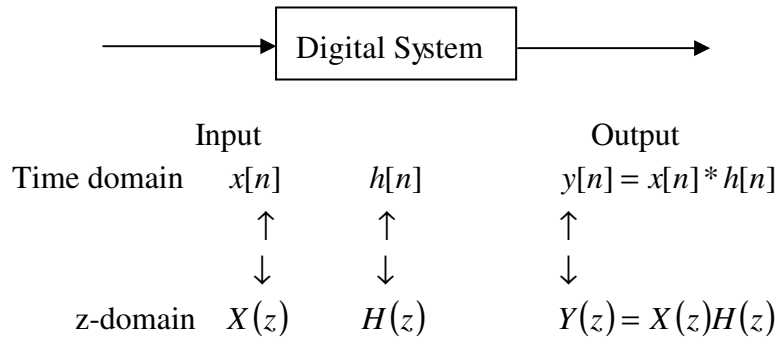 Digital System
Input Output
Time domain x[n] h[n] y[n] = x[n] * h[n]
↑ ↑ ↑
↓ ↓ ↓
z-domain X(z) H(z) Y(z) = X(z)H(z)